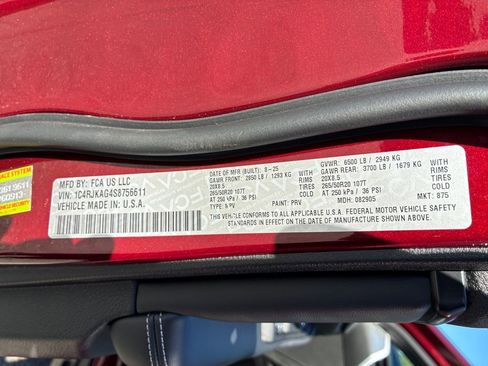 MFD BY: FCA US LLC
VIN: 1C4RJKAG4S8755611
VEHICLE MADE IN: U.S.A.
DATE OF MFR (BUILT): 8-25
GAWR FRONT: 2850 LB / 1293 KG
20X8.5
265/50R20 107T
AT 250 kPa / 36 PSI
TYPE: MPV
WITH
RIMS
TIRES
COLD
PAINT: PRV
GVWR: 6500 LB / 2949 KG
GAWR REAR: 3700 LB / 1679 KG
20X8.5
265/50R20 107T
AT 250 kPa / 36 PSI
MDH: 082905
WITH
RIMS
TIRES
COLD
MKT: 875
THIS VEHICLE CONFORMS TO ALL APPLICABLE U.S.A. FEDERAL MOTOR VEHICLE SAFETY
STANDARDS IN EFFECT ON THE DATE OF MANUFACTURE SHOWN ABOVE.